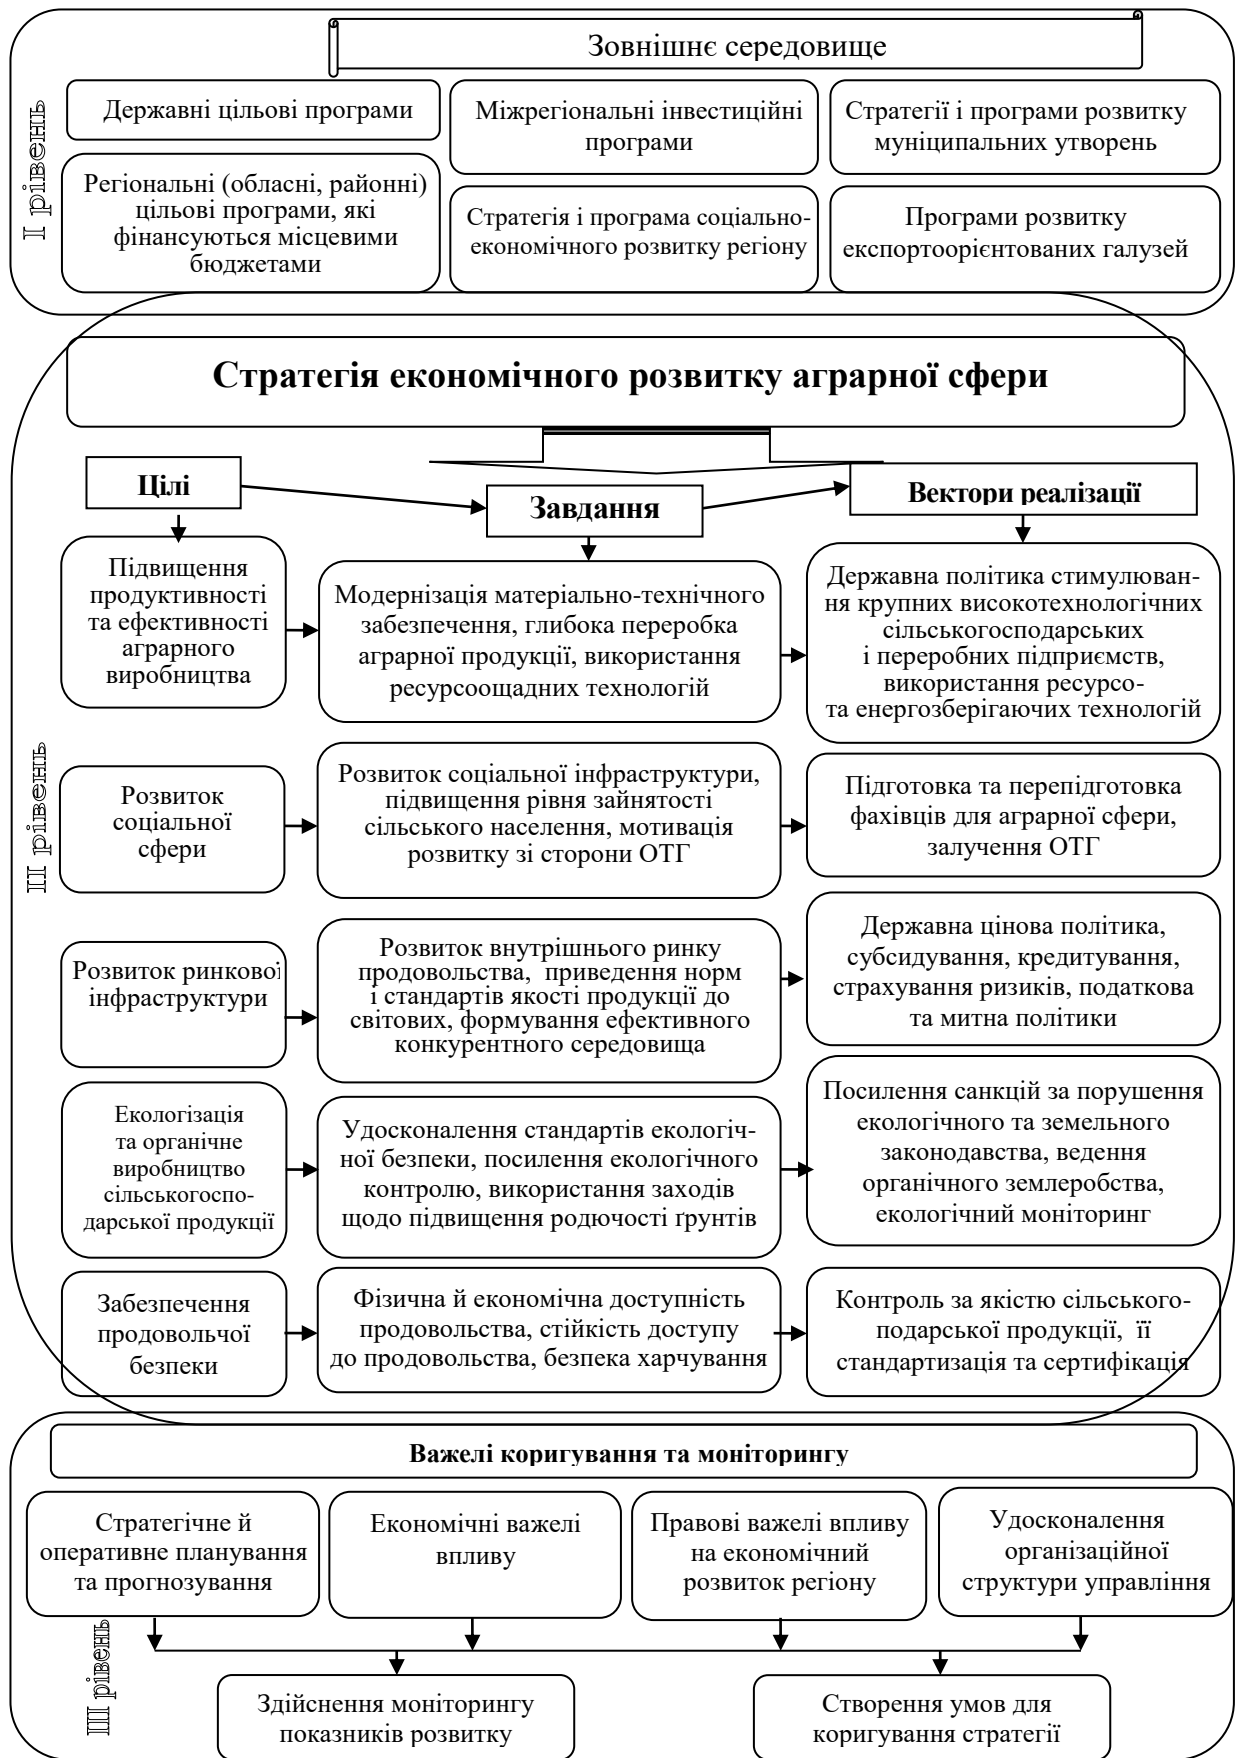 Зовнішнє середовище
І рівень
Державні цільові програми
Міжрегіональні інвестиційні
програми
Стратегії і програми розвитку
муніципальних утворень
Регіональні (обласні, районні)
цільові програми, які
фінансуються місцевими
бюджетами
Стратегія і програма соціально-
економічного розвитку регіону
Програми розвитку
експортоорієнтованих галузей
Стратегія економічного розвитку аграрної сфери
ІІ рівень
Цілі
Завдання
Вектори реалізації
Підвищення
продуктивності
та ефективності
аграрного
виробництва
Модернізація матеріально-технічного
забезпечення, глибока переробка
аграрної продукції, використання
ресурсоощадних технологій
Державна політика стимулюван-
ня крупних високотехнологічних
сільськогосподарських
і переробних підприємств,
використання ресурсо-
та енергозберігаючих технологій
Розвиток
соціальної
сфери
Розвиток соціальної інфраструктури,
підвищення рівня зайнятості
сільського населення, мотивація
розвитку зі сторони ОТГ
Підготовка та перепідготовка
фахівців для аграрної сфери,
залучення ОТГ
Розвиток ринкової
інфраструктури
Розвиток внутрішнього ринку
продовольства, приведення норм
і стандартів якості продукції до
світових, формування ефективного
конкурентного середовища
Державна цінова політика,
субсидування, кредитування,
страхування ризиків, податкова
та митна політики
Екологізація
та органічне
виробництво
сільськогоспо-
дарської продукції
Удосконалення стандартів екологіч-
ної безпеки, посилення екологічного
контролю, використання заходів
щодо підвищення родючості ґрунтів
Посилення санкцій за порушення
екологічного та земельного
законодавства, ведення
органічного землеробства,
екологічний моніторинг
Забезпечення
продовольчої
безпеки
Фізична й економічна доступність
продовольства, стійкість доступу
до продовольства, безпека харчування
Контроль за якістю сільського-
подарської продукції, її
стандартизація та сертифікація
Важелі коригування та моніторингу
ІІІ рівень
Стратегічне й
оперативне планування
та прогнозування
Економічні важелі
впливу
Правові важелі впливу
на економічний
розвиток регіону
Удосконалення
організаційної
структури управління
Здійснення моніторингу
показників розвитку
Створення умов для
коригування стратегії